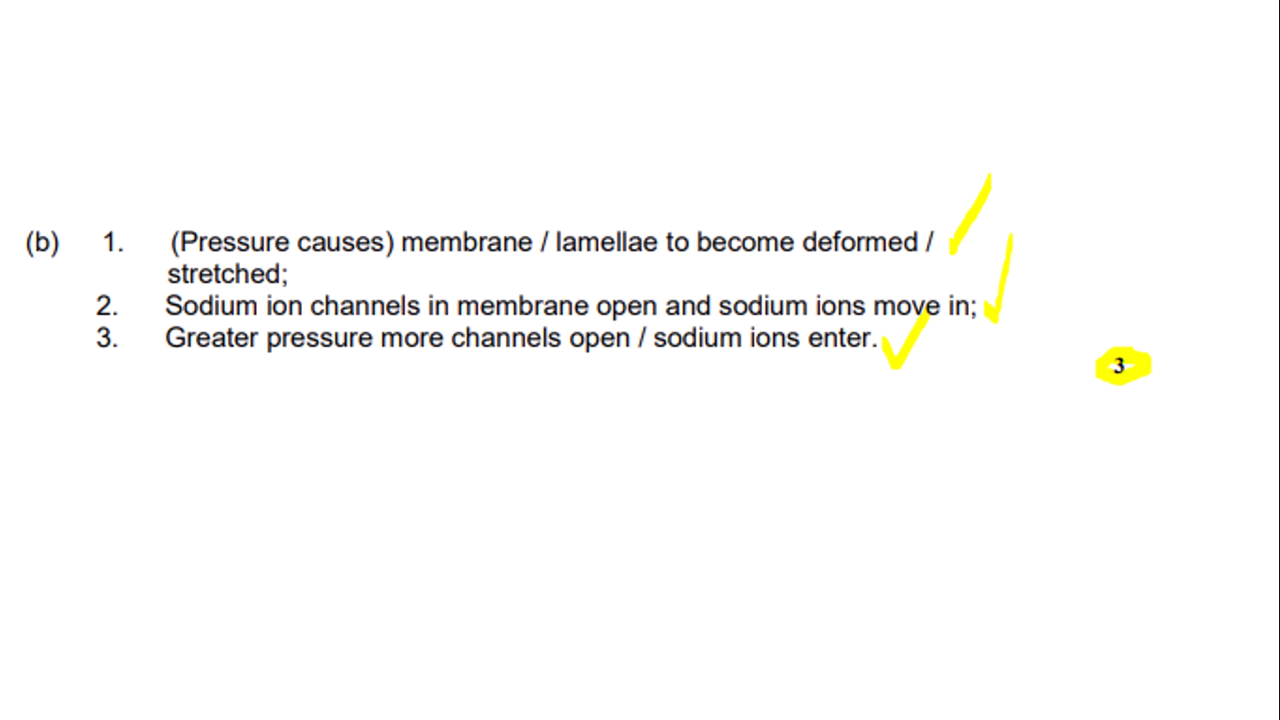 (b) 1. (Pressure causes) membrane / lamellae to become deformed /
stretched;
2. Sodium ion channels in membrane open and sodium ions move in;
3. Greater pressure more channels open / sodium ions enter.
3